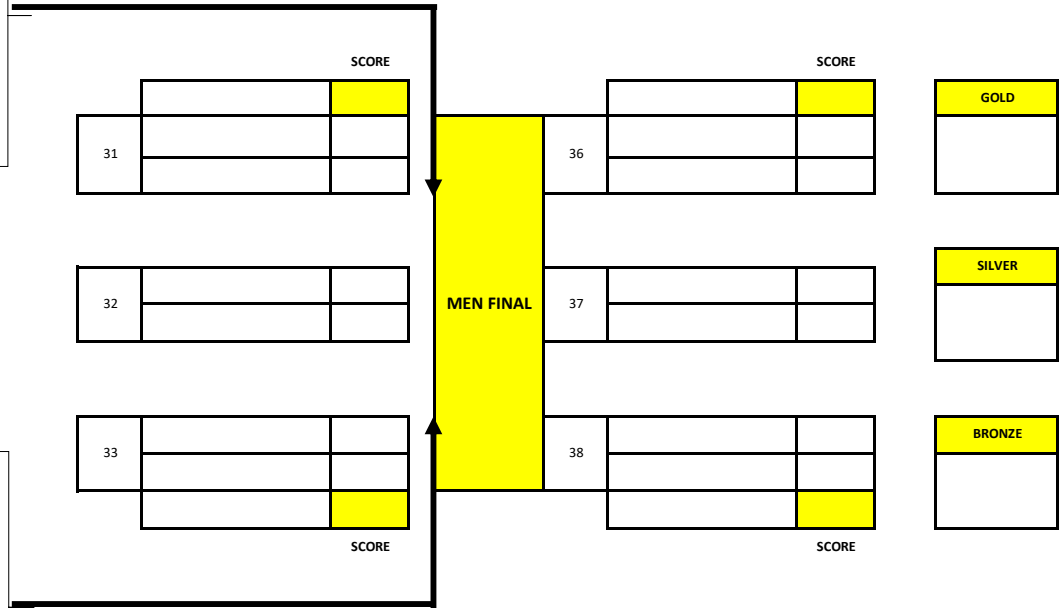 SCORE
SCORE
GOLD
31
36
SILVER
32
MEN FINAL
37
BRONZE
33
38
SCORE
SCORE